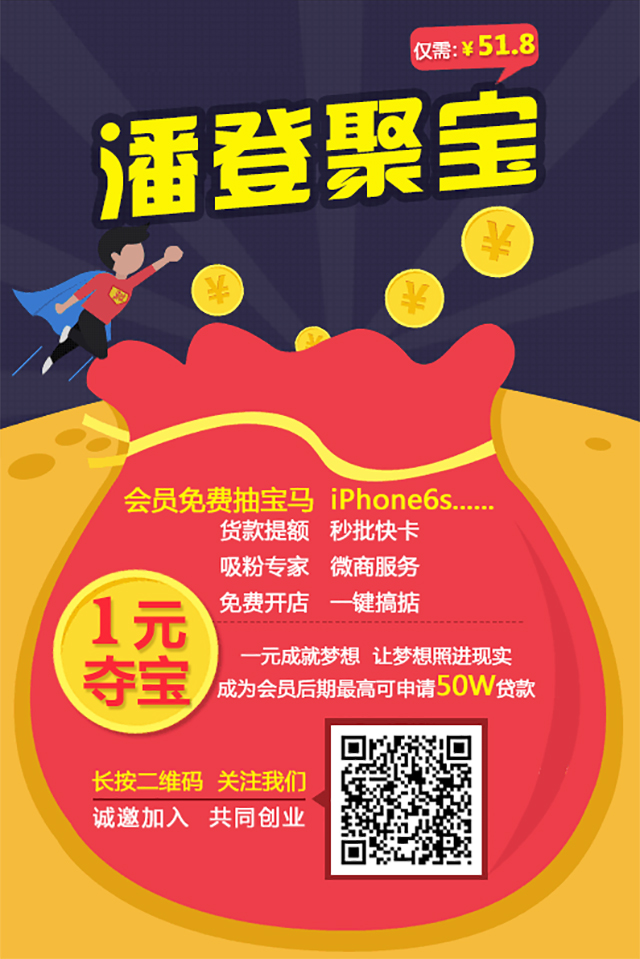 仅需:￥51.8
潘登聚宝
会员免费抽宝马 iPhone6s......
货款提额 秒批快卡
吸粉专家 微商服务
免费开店 一键搞掂
1元
夺宝
一元成就梦想 让梦想照进现实
成为会员后期最高可申请50W贷款
长按二维码 关注我们
诚邀加入 共同创业